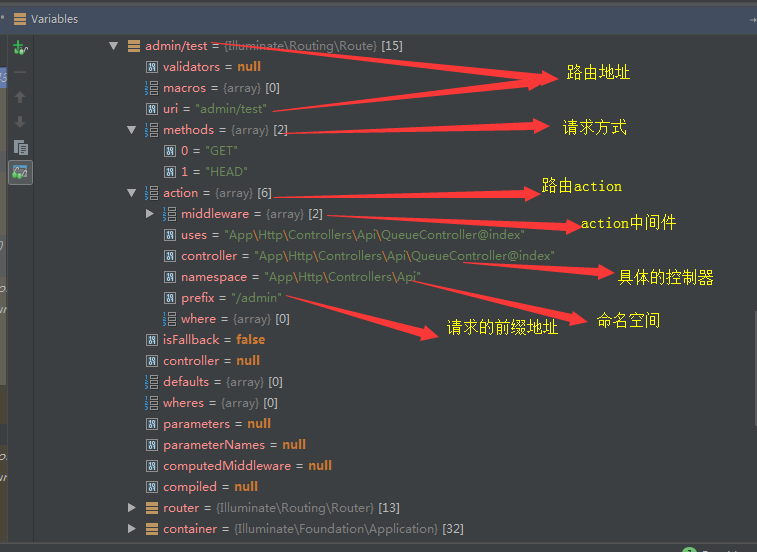 Variables
admin/test = {Illuminate\Routing\Route} [15]
路由地址
validators = null
macros = {array} [0]
uri = "admin/test"
methods = {array} [2]
请求方式
0 = "GET"
1 = "HEAD"
action = {array} [6]
路由action
middleware = {array} [2]
action中间件
uses = "App\Http\Controllers\Api\QueueController@index"
controller = "App\Http\Controllers\Api\QueueController@index"
具体的控制器
namespace = "App\Http\Controllers\Api"
命名空间
prefix = "/admin"
请求的前缀地址
where = {array} [0]
isFallback = false
controller = null
defaults = {array} [0]
wheres = {array} [0]
parameters = null
parameterNames = null
computedMiddleware = null
compiled = null
router = {Illuminate\Routing\Router} [13]
container = {Illuminate\Foundation\Application} [32]